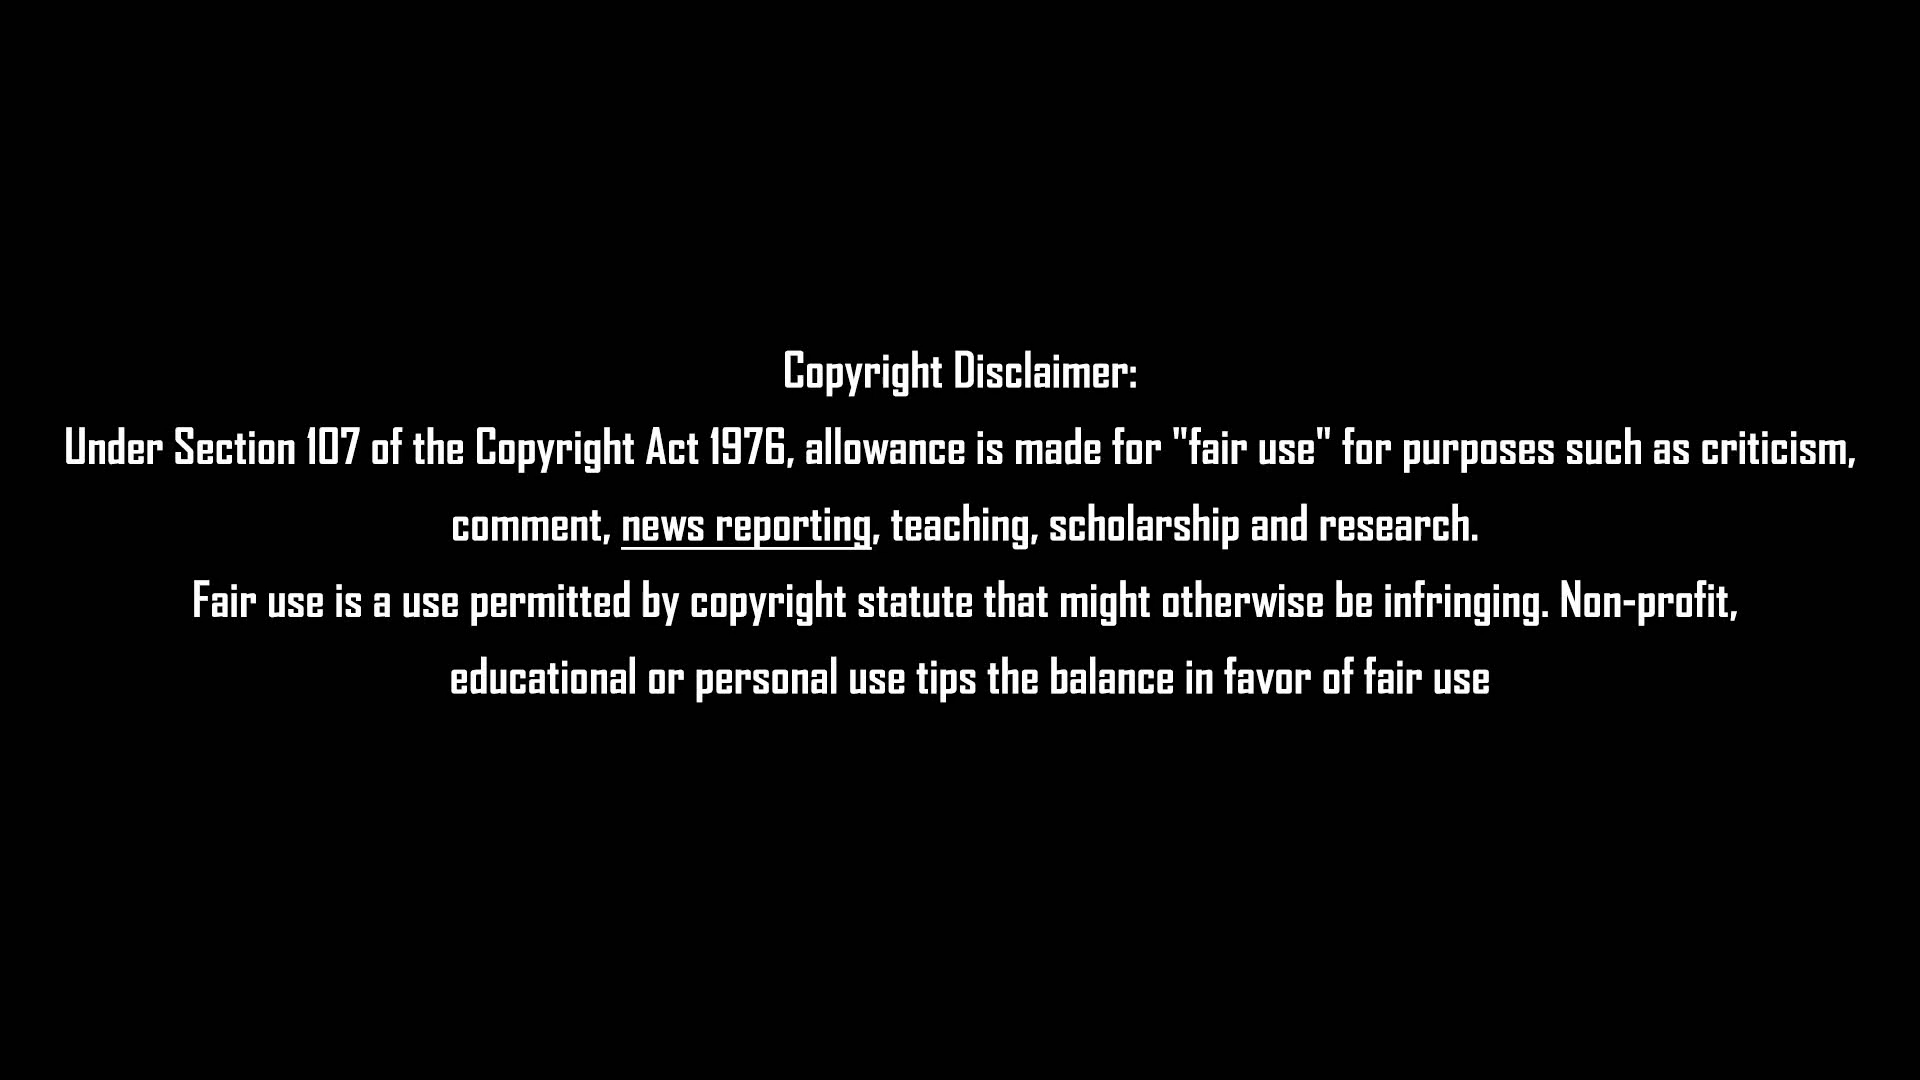 Copyright Disclaimer:
Under Section 107 of the Copyright Act 1976, allowance is made for "fair use" for purposes such as criticism,
comment, news reporting, teaching, scholarship and research.
Fair use is a use permitted by copyright statute that might otherwise be infringing. Non-profit,
educational or personal use tips the balance in favor of fair use